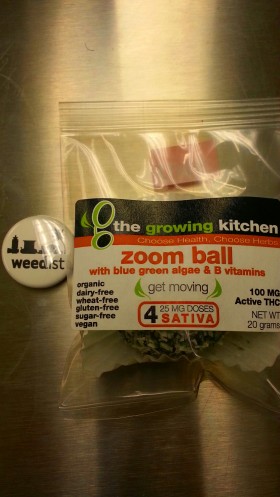 the growing kitchen
Choose Health, Choose Herbs
zoom ball
with blue green algae & B vitamins
organic
dairy-free
wheat-free
gluten-free
sugar-free
vegan
get moving
4 25 MG DOSES
SATIVA
100 MG
Active THC
NET WT
20 grams
weedist